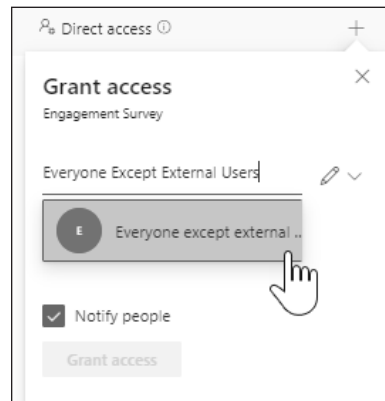 Direct access
Grant access
Engagement Survey
Everyone Except External Users
E
Everyone except external ..
Notify people
Grant access